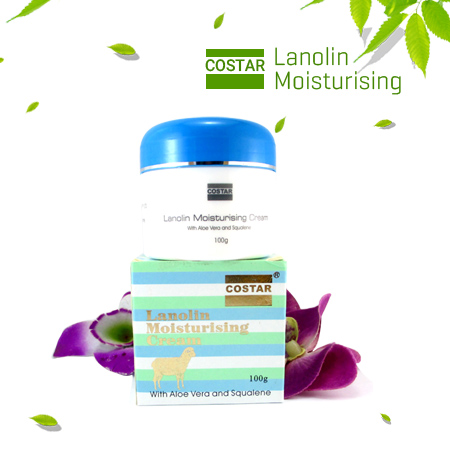 COSTAR
Lanolin
Moisturising
COSTAR
Lanolin Moisturising Cream
With Aloe Vera and Squalene
100g
COSTAR®
Lanolin
Moisturising
Cream
100g
With Aloe Vera and Squalene